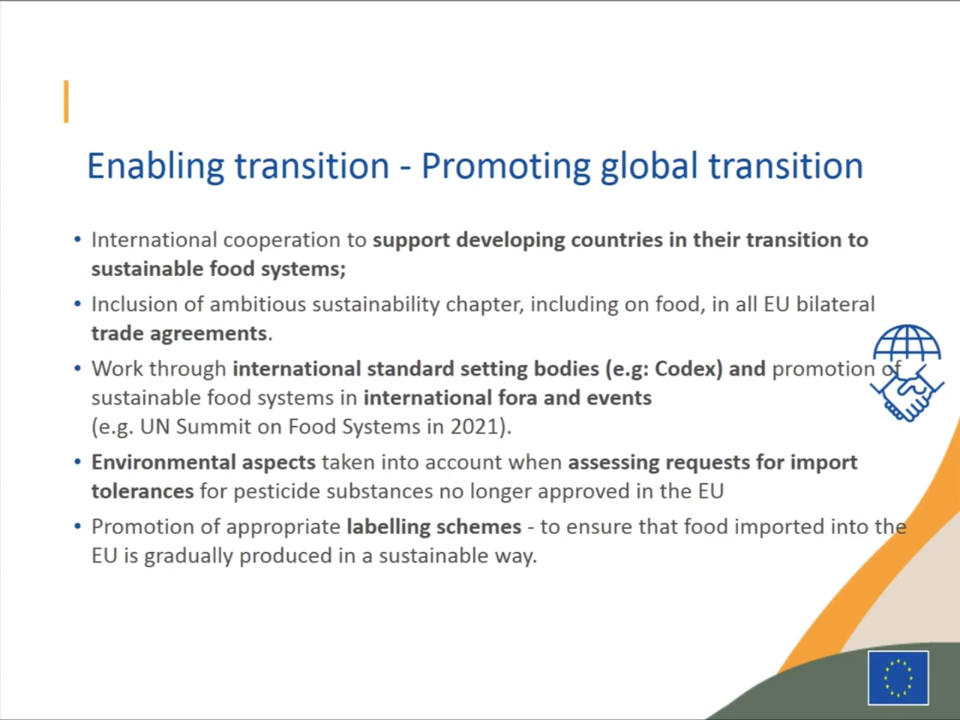 Enabling transition - Promoting global transition
• International cooperation to support developing countries in their transition to
sustainable food systems;
• Inclusion of ambitious sustainability chapter, including on food, in all EU bilateral
trade agreements.
• Work through international standard setting bodies (e.g: Codex) and promotion of
sustainable food systems in international fora and events
(e.g. UN Summit on Food Systems in 2021).
• Environmental aspects taken into account when assessing requests for import
tolerances for pesticide substances no longer approved in the EU
• Promotion of appropriate labelling schemes - to ensure that food imported into the
EU is gradually produced in a sustainable way.